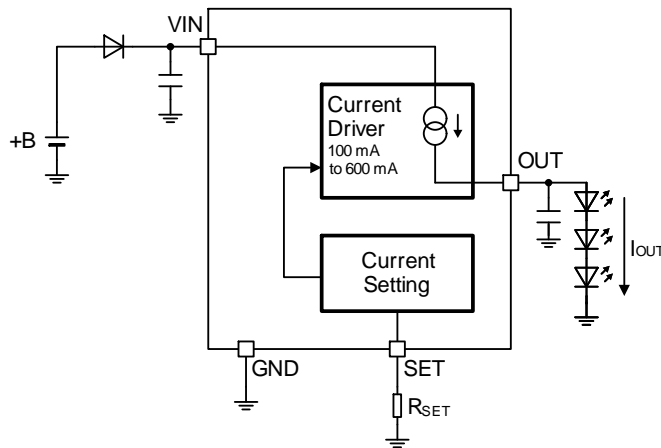 VIN
Current
Driver
100 mA
to 600 mA
+B
OUT
IOUT
Current
Setting
GND
SET
RSET